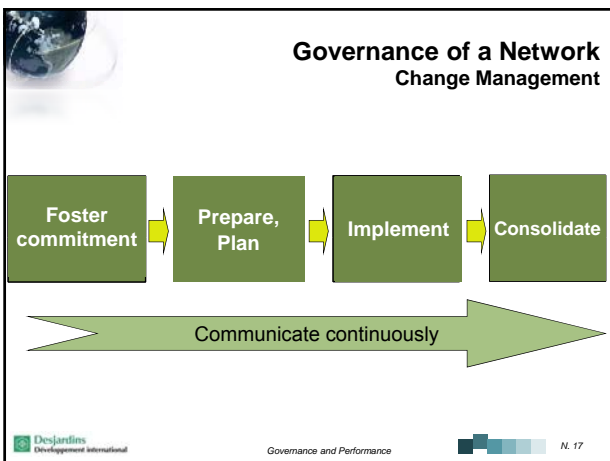 Governance of a Network
Change Management
Foster
commitment
Prepare,
Plan
Implement
Consolidate
Communicate continuously
Desjardins
Développement international
Governance and Performance
N. 17